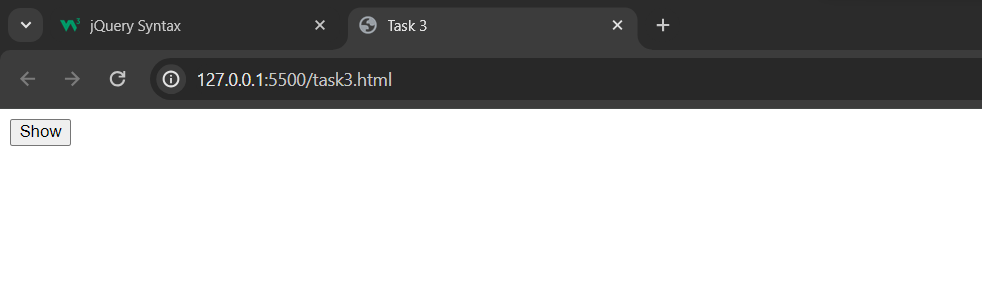 jQuery Syntax
Task 3
127.0.0.1:5500/task3.html
Show